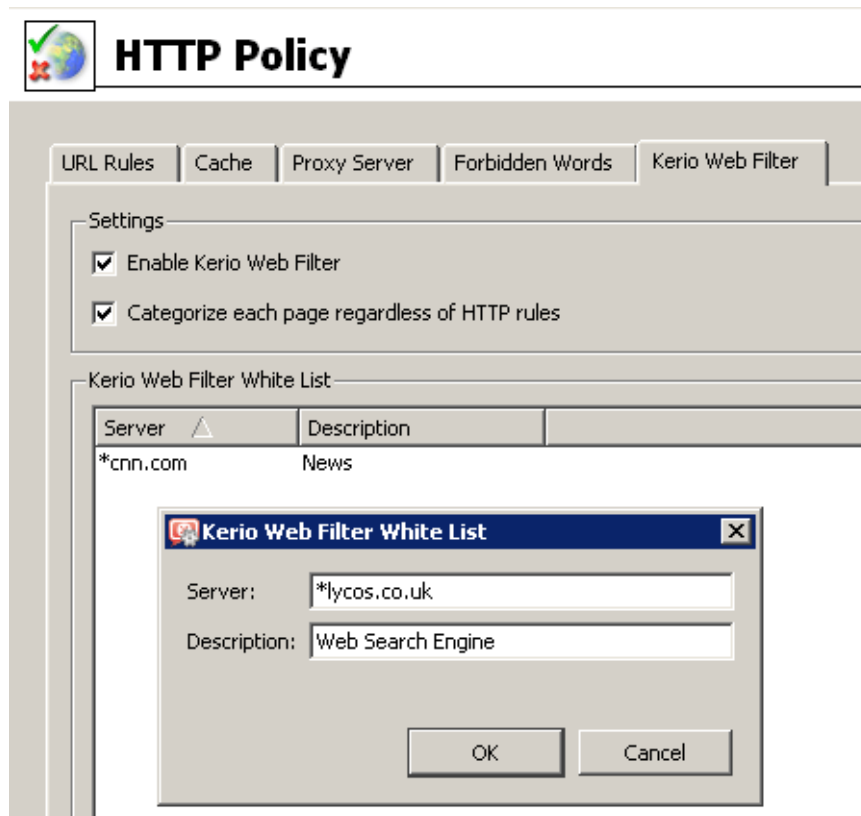 HTTP Policy
URL Rules Cache Proxy Server Forbidden Words Kerio Web Filter
Settings
Enable Kerio Web Filter
Categorize each page regardless of HTTP rules
Kerio Web Filter White List
Server Description
*cnn.com News
Kerio Web Filter White List
Server: *lycos.co.uk
Description: Web Search Engine
OK Cancel